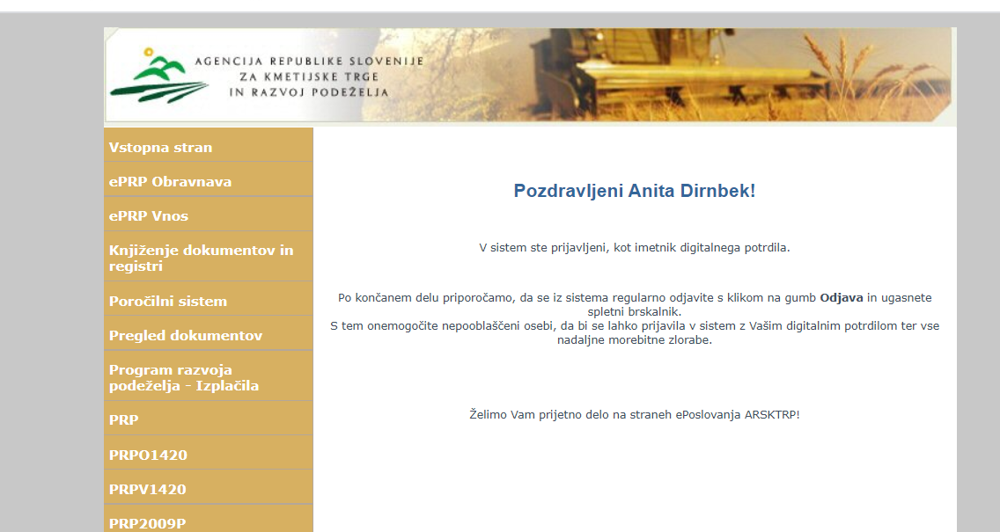 AGENCIJA REPUBLIKE SLOVENIJE
ZA KMETIJSKE TRGE
IN RAZVOJ PODEŽELJA
Vstopna stran
ePRP Obravnava
ePRP Vnos
Knjiženje dokumentov in
registri
Poročilni sistem
Pregled dokumentov
Program razvoja
podeželja - Izplačila
PRP
PRPO1420
PRPV1420
PRP2009P
Pozdravljeni Anita Dirnbek!
V sistem ste prijavljeni, kot imetnik digitalnega potrdila.
Po končanem delu priporočamo, da se iz sistema regularno odjavite s klikom na gumb Odjava in ugasnete
spletni brskalnik.
S tem onemogočite nepooblaščeni osebi, da bi se lahko prijavila v sistem z Vašim digitalnim potrdilom ter vse
nadaljne morebitne zlorabe.
Želimo Vam prijetno delo na straneh ePoslovanja ARSKTRP!